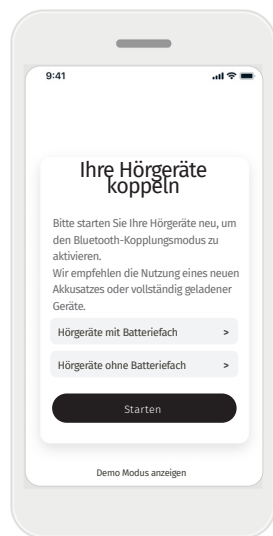 9:41
Ihre Hörgeräte
koppeln
Bitte starten Sie Ihre Hörgeräte neu, um
den Bluetooth-Kopplungsmodus zu
aktivieren.
Wir empfehlen die Nutzung eines neuen
Akkusatzes oder vollständig geladener
Geräte.
Hörgeräte mit Batteriefach >
Hörgeräte ohne Batteriefach >
Starten
Demo Modus anzeigen